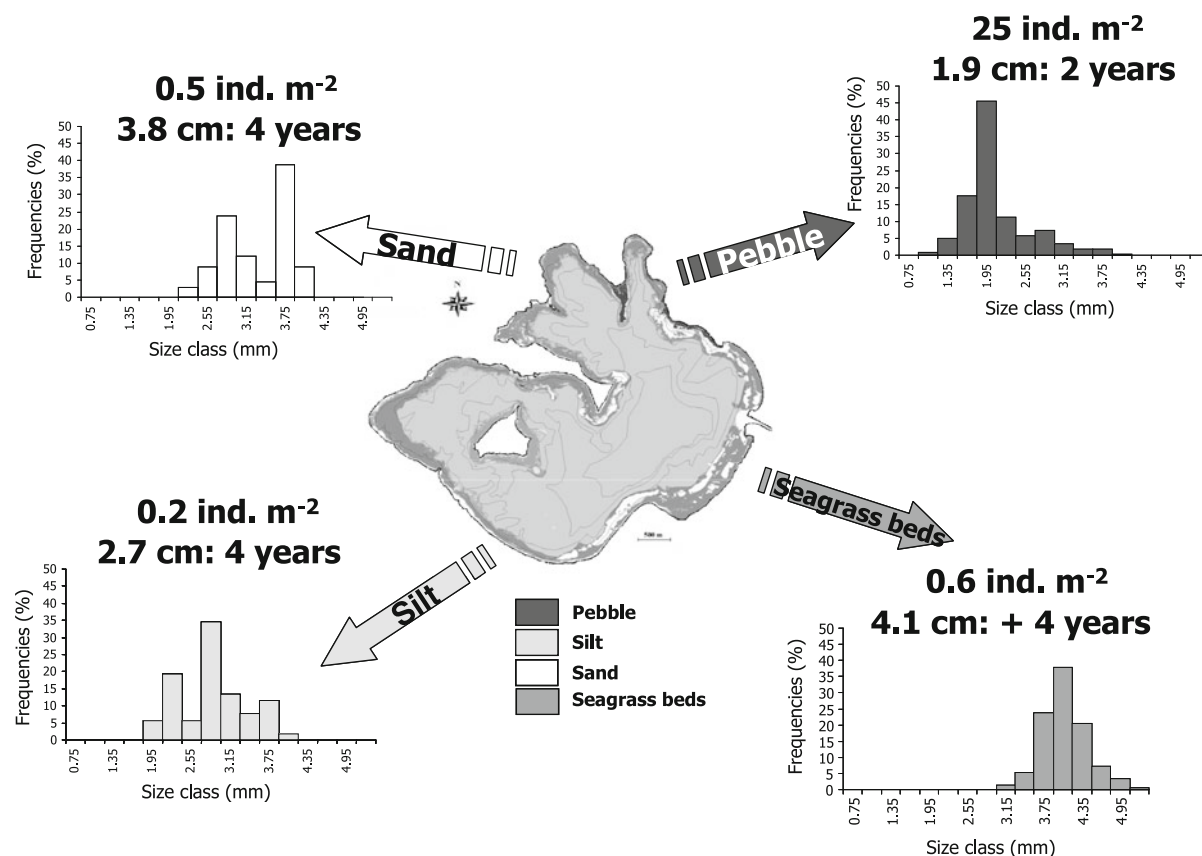 0.5 ind. m-2
3.8 cm: 4 years
Frequencies (%)
50
45
40
35
30
25
20
15
10
5
0
0.75
1.35
1.95
2.55
3.15
3.75
4.35
4.95
Size class (mm)
Sand
N
25 ind. m-2
1.9 cm: 2 years
Frequencies (%)
50
45
40
35
30
25
20
15
10
5
0
0.75
1.35
1.95
2.55
3.15
3.75
4.35
4.95
Size class (mm)
Pebble
0.2 ind. m-2
2.7 cm: 4 years
Frequencies (%)
50
45
40
35
30
25
20
15
10
5
0
0.75
1.35
1.95
2.55
3.15
3.75
4.35
4.95
Size class (mm)
Silt
500 m
Pebble
Silt
Sand
Seagrass beds
Seagrass beds
0.6 ind. m-2
4.1 cm: + 4 years
Frequencies (%)
50
45
40
35
30
25
20
15
10
5
0
0.75
1.35
1.95
2.55
3.15
3.75
4.35
4.95
Size class (mm)